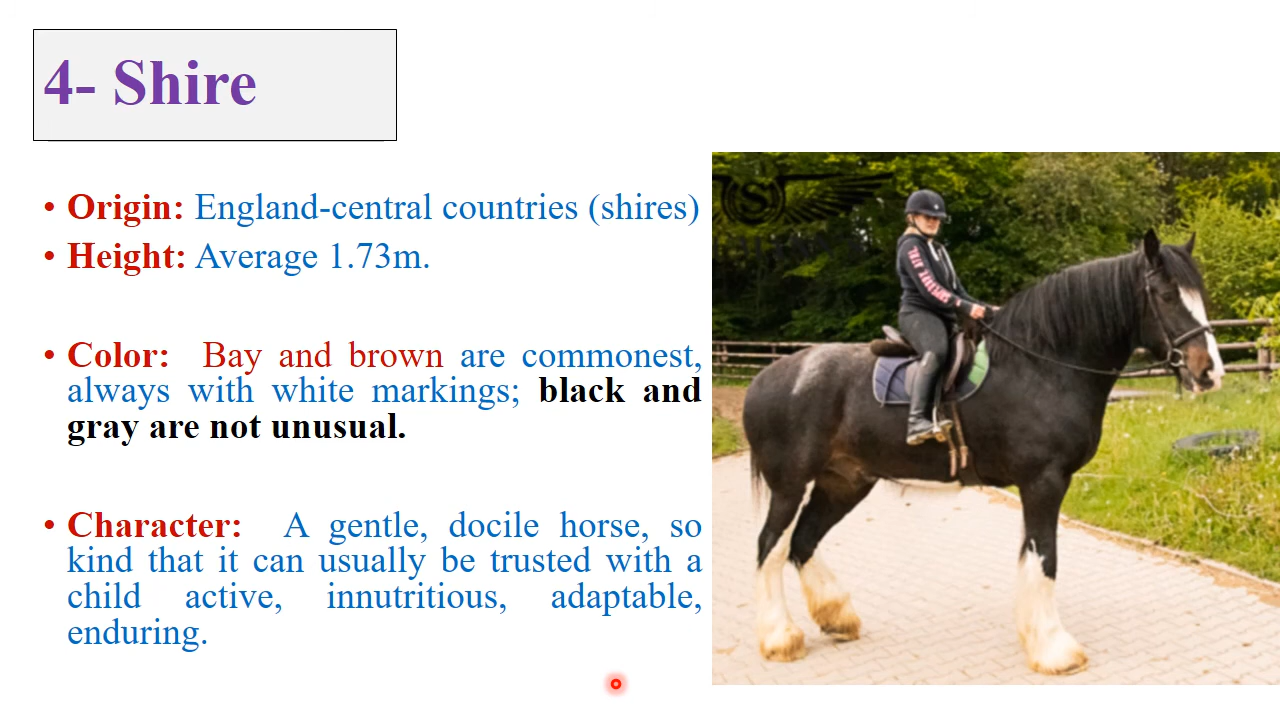 4- Shire
• Origin: England-central countries (shires)
• Height: Average 1.73m.
• Color: Bay and brown are commonest,
always with white markings; black and
gray are not unusual.
• Character: A gentle, docile horse, so
kind that it can usually be trusted with a
child active, innutritious, adaptable,
enduring.